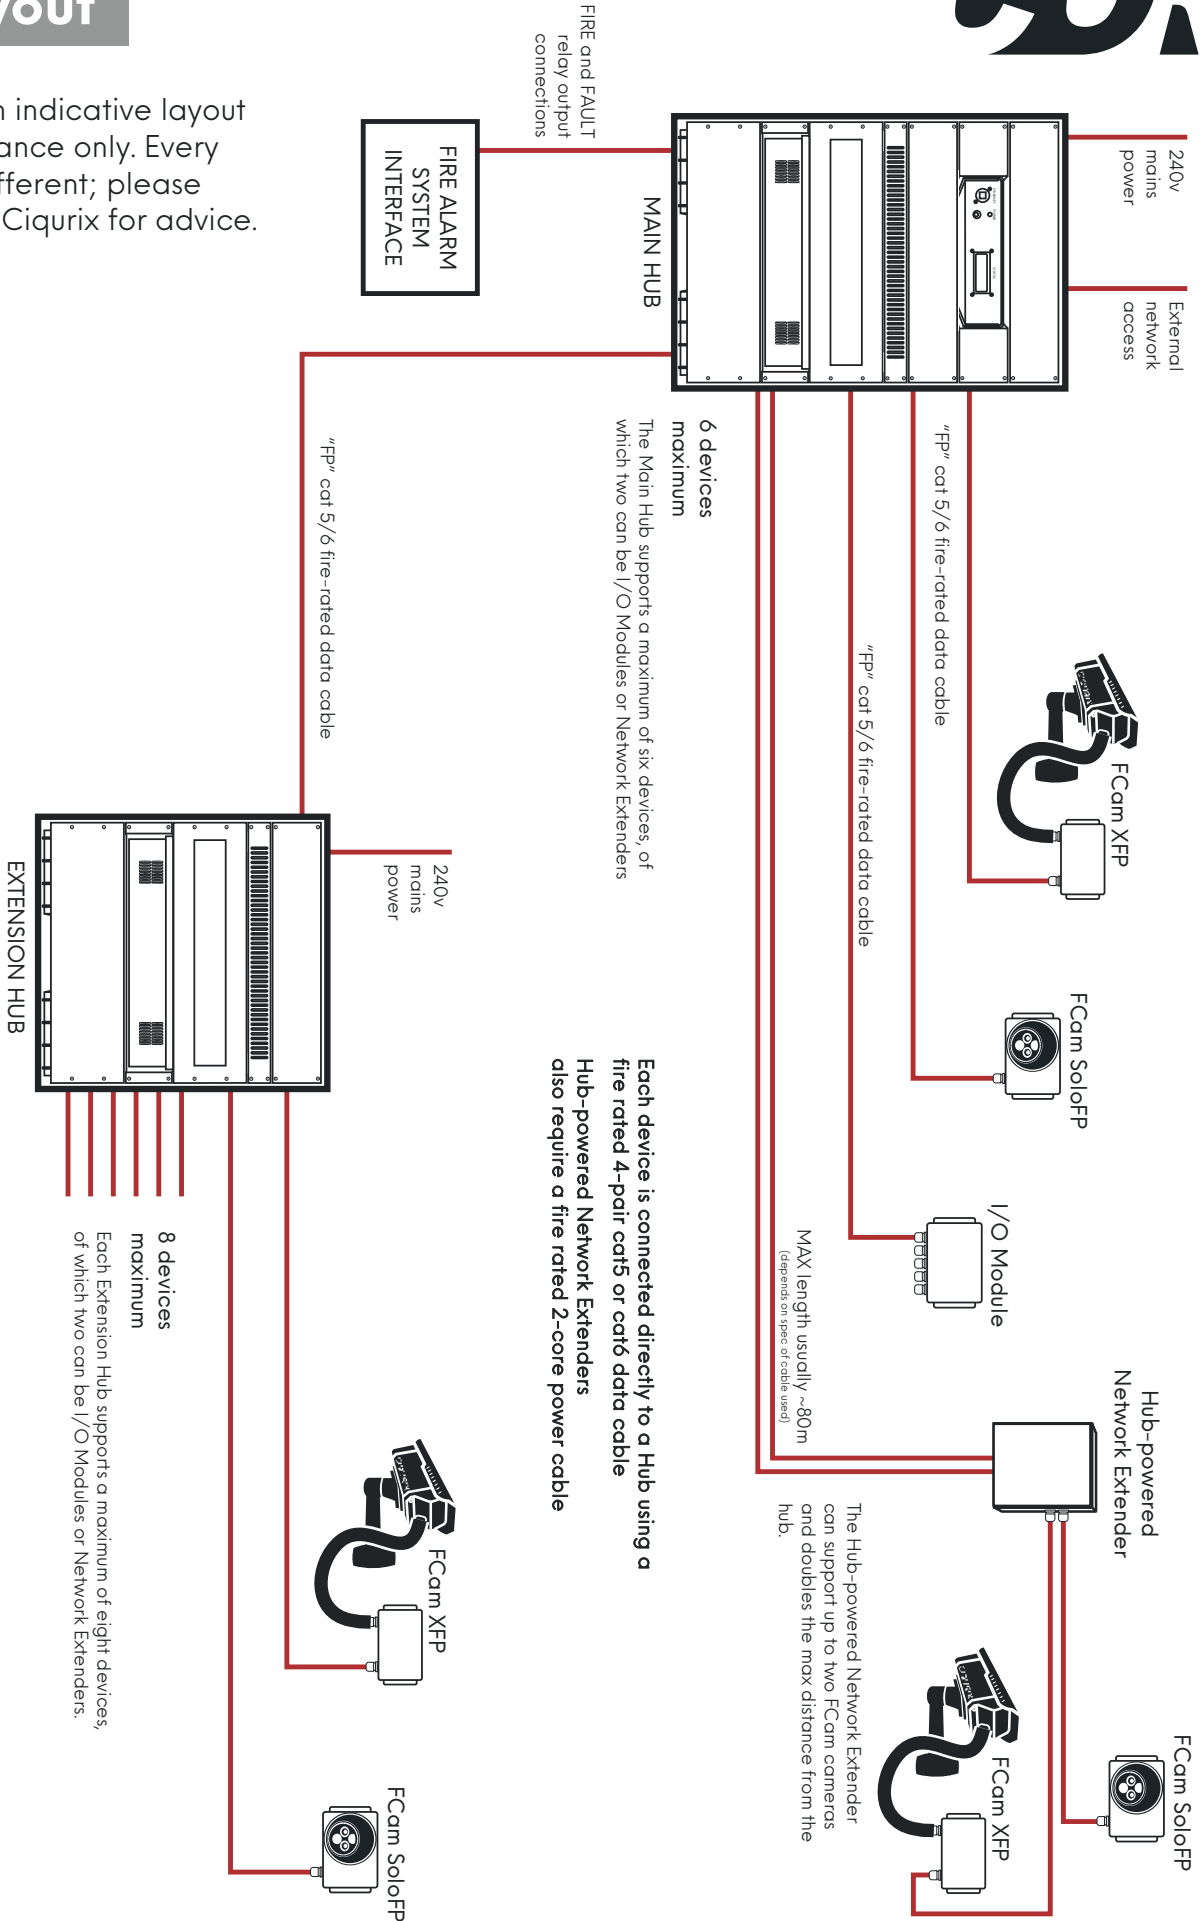 yout
n indicative layout
ance only. Every
fferent; please
Ciqurix for advice.
240v
mains
power
External
network
access
FIRE and FAULT
relay output
connections
FIRE ALARM
SYSTEM
INTERFACE
MAIN HUB
6 devices
maximum
The Main Hub supports a maximum of six devices, of
which two can be I/O Modules or Network Extenders
"FP" cat 5/6 fire-rated data cable
"FP" cat 5/6 fire-rated data cable
"FP" cat 5/6 fire-rated data cable
FCam XFP
FCam SoloFP
I/O Module
Hub-powered
Network Extender
MAX length usually ~80m
(depends on spec of cable used)
The Hub-powered Network Extender
can support up to two FCam cameras
and doubles the max distance from the
hub.
FCam SoloFP
FCam XFP
Each device is connected directly to a Hub using a
fire rated 4-pair cat5 or cat6 data cable
Hub-powered Network Extenders
also require a fire rated 2-core power cable
240v
mains
power
EXTENSION HUB
8 devices
maximum
Each Extension Hub supports a maximum of eight devices,
of which two can be I/O Modules or Network Extenders.
FCam XFP
FCam SoloFP